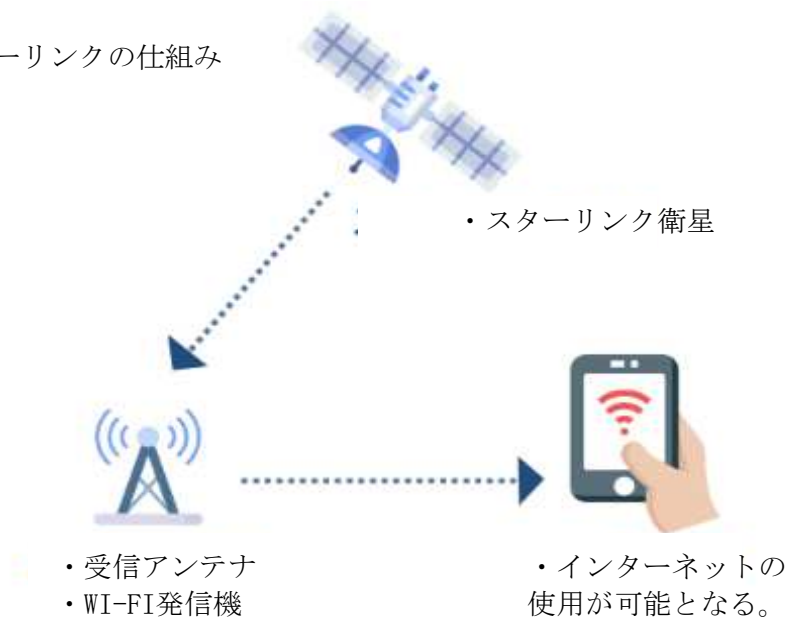 ーリンクの仕組み
・スターリンク衛星
・受信アンテナ
・WI-FI発信機
・インターネットの
使用が可能となる。